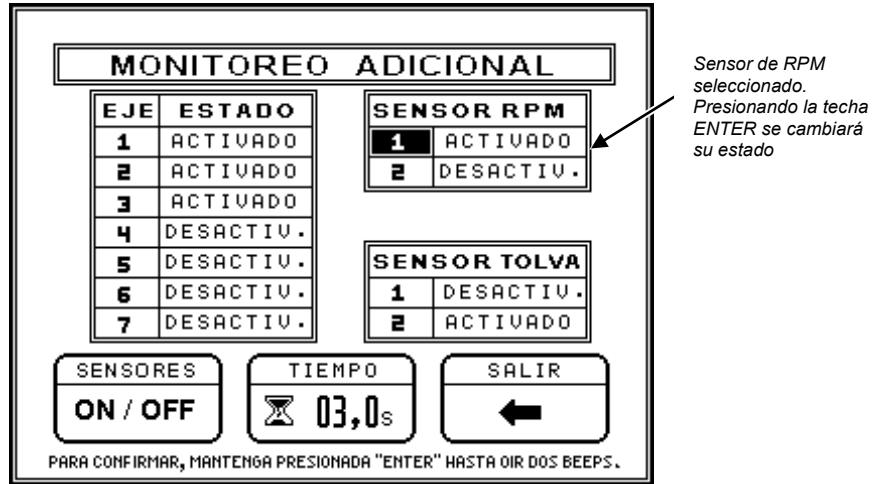 MONITOREO ADICIONAL
EJE ESTADO
1 ACTIVADO
2 ACTIVADO
3 ACTIVADO
4 DESACTIV.
5 DESACTIV.
6 DESACTIV.
7 DESACTIV.
SENSOR RPM
1 ACTIVADO
2 DESACTIV.
SENSOR TOLVA
1 DESACTIV.
2 ACTIVADO
SENSORES
ON / OFF
TIEMPO
03,0s
SALIR
PARA CONFIRMAR, MANTENGA PRESIONADA "ENTER" HASTA OIR DOS BEEPS.
Sensor de RPM
seleccionado.
Presionando la techa
ENTER se cambiará
su estado